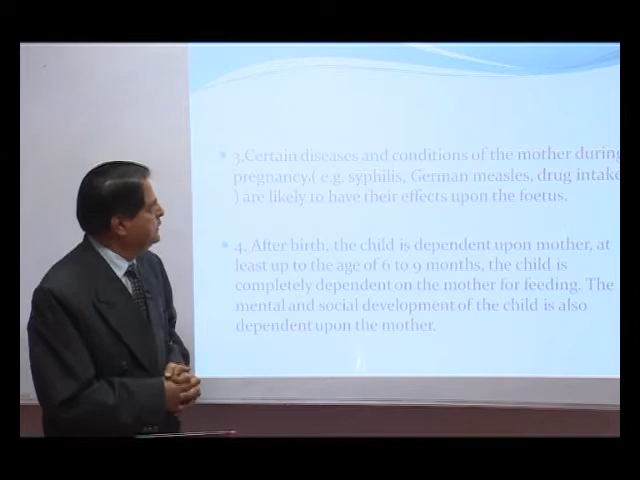 3.Certain diseases and conditions of the mother during
pregnancy.( e.g. syphilis, German measles, drug intake
) are likely to have their effects upon the foetus.
4. After birth, the child is dependent upon mother, at
least up to the age of 6 to 9 months, the child is
completely dependent on the mother for feeding. The
mental and social development of the child is also
dependent upon the mother.